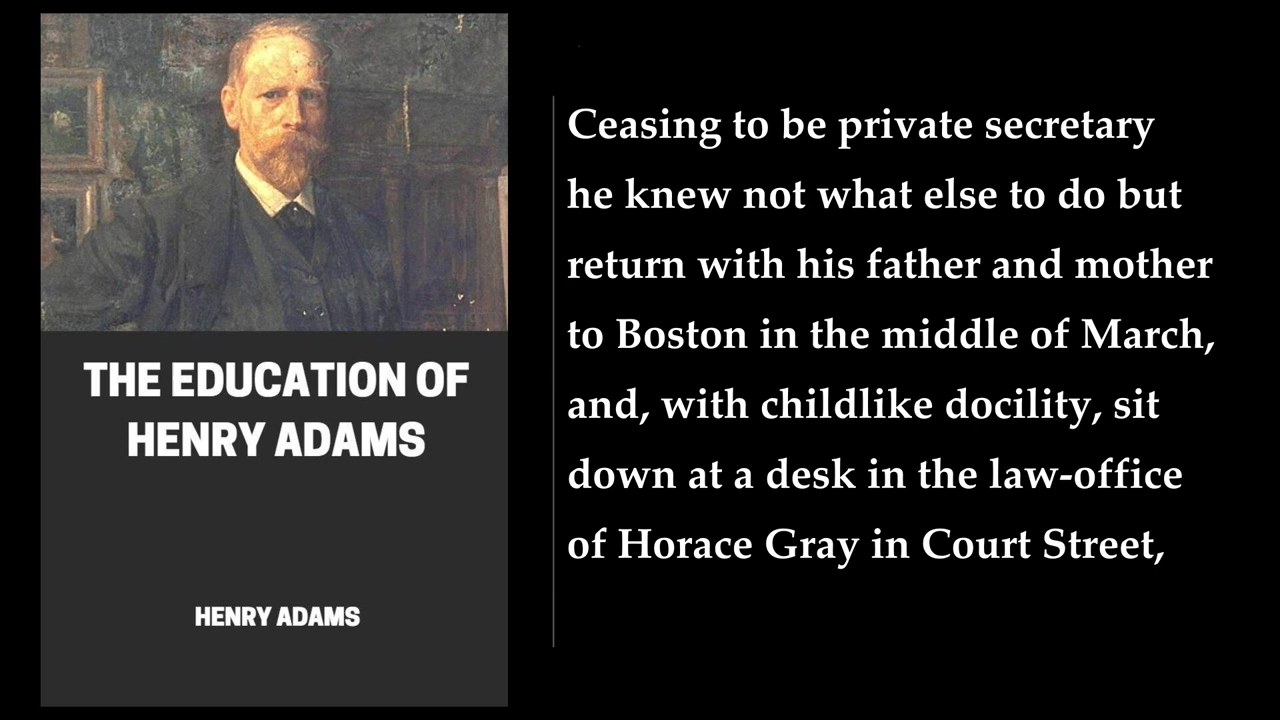 THE EDUCATION OF
HENRY ADAMS
HENRY ADAMS
Ceasing to be private secretary
he knew not what else to do but
return with his father and mother
to Boston in the middle of March,
and, with childlike docility, sit
down at a desk in the law-office
of Horace Gray in Court Street,